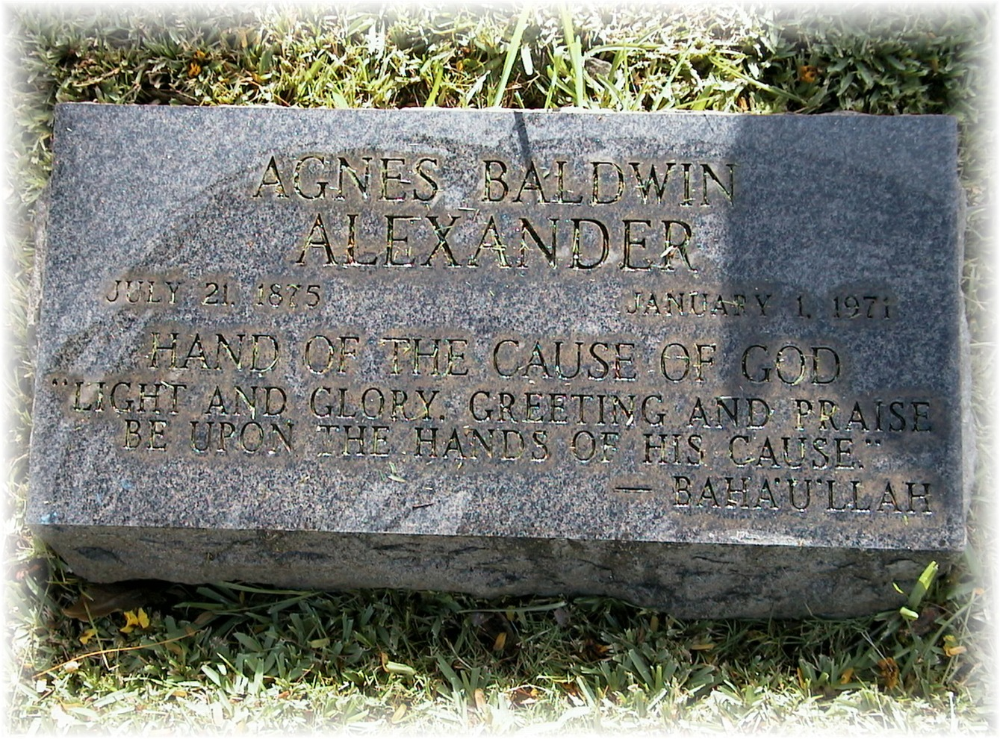 AGNES BALDWIN
ALEXANDER
JULY 21, 1875 JANUARY 1, 1971
HAND OF THE CAUSE OF GOD
"LIGHT AND GLORY, GREETING AND PRAISE
BE UPON THE HANDS OF HIS CAUSE."
— BAHA'U'LLAH